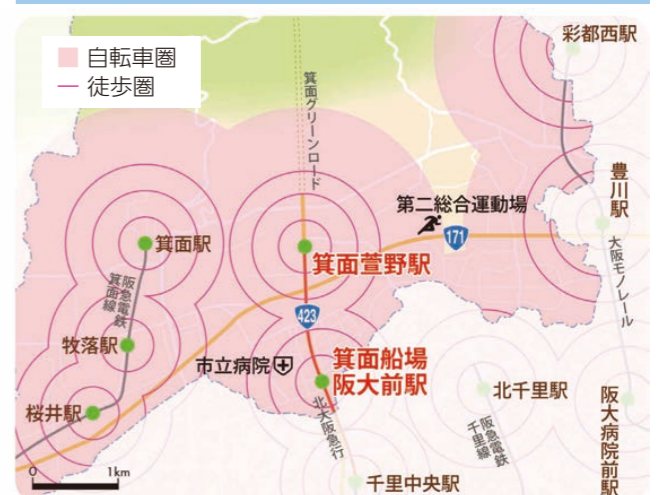 自転車圏
徒歩圏
彩都西駅
箕面グリーンロード
豊川駅
第二総合運動場
171
大阪モノレール
箕面駅
箕面萱野駅
阪急電鉄
箕面線
423
牧落駅
市立病院
箕面船場
阪大前駅
桜井駅
北大阪急行
北千里駅
阪急電鉄
千里線
阪大病院前駅
0 1km
千里中央駅